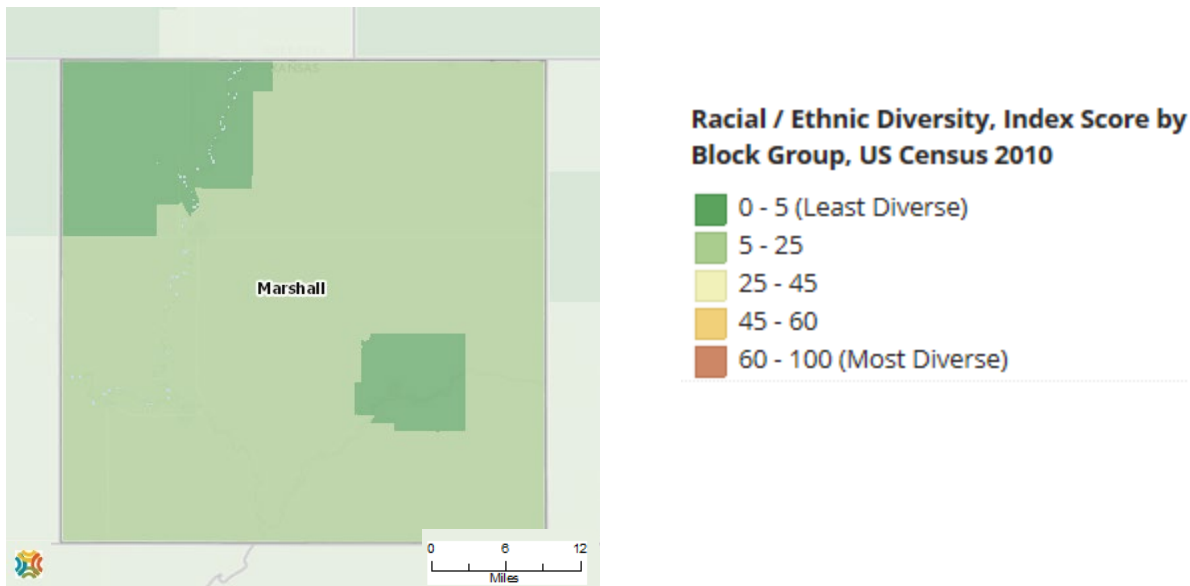 KANSAS
Marshall
0 6 12
Miles
Racial / Ethnic Diversity, Index Score by
Block Group, US Census 2010
0 - 5 (Least Diverse)
5 - 25
25 - 45
45 - 60
60 - 100 (Most Diverse)